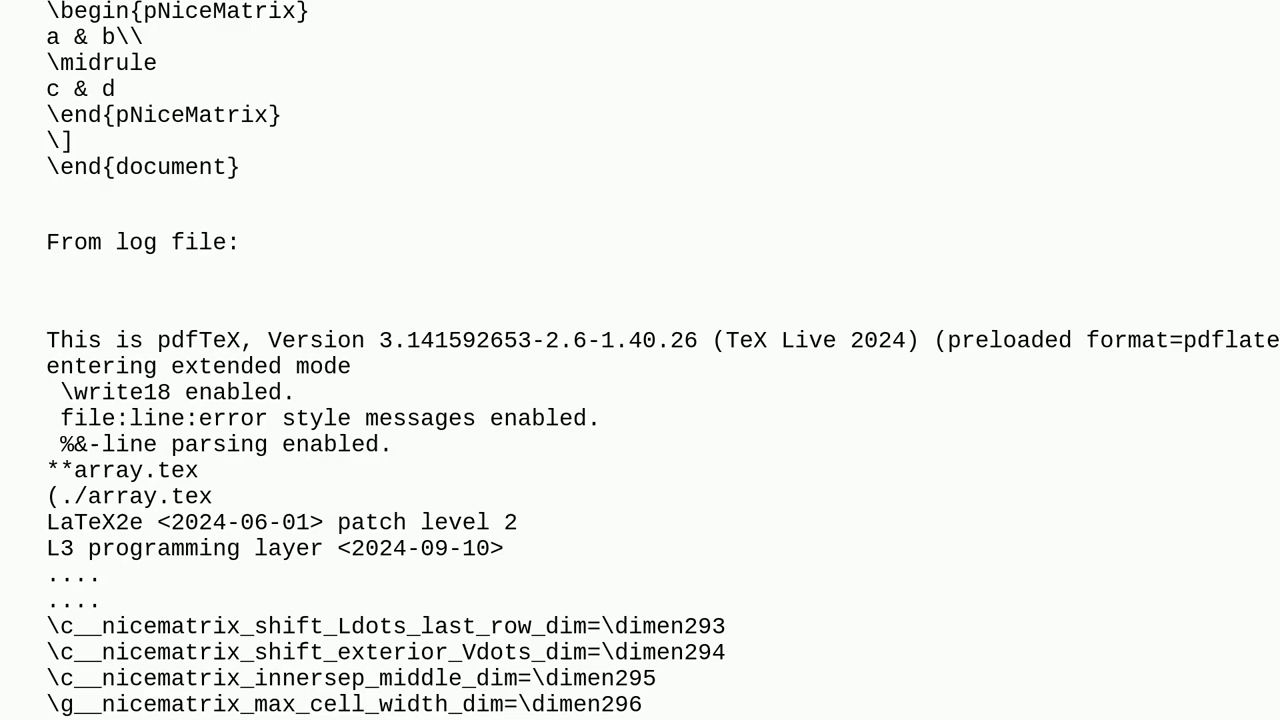 \begin{pNiceMatrix}
a & b\\
\midrule
c & d
\end{pNiceMatrix}
\]
\end{document}
From log file:
This is pdfTeX, Version 3.141592653-2.6-1.40.26 (TeX Live 2024) (preloaded format=pdflate
entering extended mode
 \write18 enabled.
 file:line:error style messages enabled.
 %&-line parsing enabled.
**array.tex
(./array.tex
LaTeX2e <2024-06-01> patch level 2
L3 programming layer <2024-09-10>
....
....
\c__nicematrix_shift_Ldots_last_row_dim=\dimen293
\c__nicematrix_shift_exterior_Vdots_dim=\dimen294
\c__nicematrix_innersep_middle_dim=\dimen295
\g__nicematrix_max_cell_width_dim=\dimen296